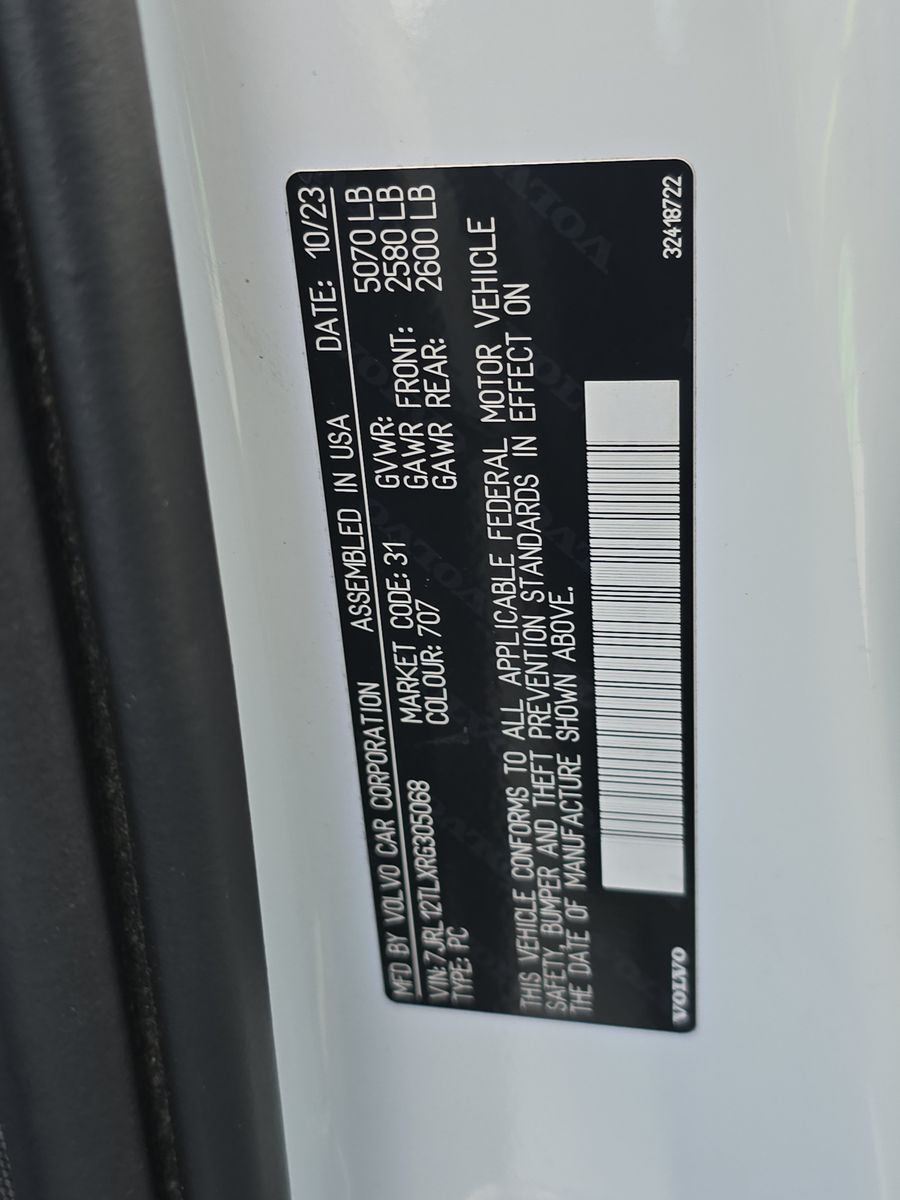 MFD BY VOLVO CAR CORPORATION ASSEMBLED IN USA DATE: 10/23
VIN: 7JRL12TLXRG305068 MARKET CODE: 31 GVWR: 5070 LB
TYPE: PC COLOUR: 707 GAWR FRONT: 2580 LB
GAWR REAR: 2600 LB
THIS VEHICLE CONFORMS TO ALL APPLICABLE FEDERAL MOTOR VEHICLE
SAFETY, BUMPER AND THEFT PREVENTION STANDARDS IN EFFECT ON
THE DATE OF MANUFACTURE SHOWN ABOVE.
VOLVO 32418722